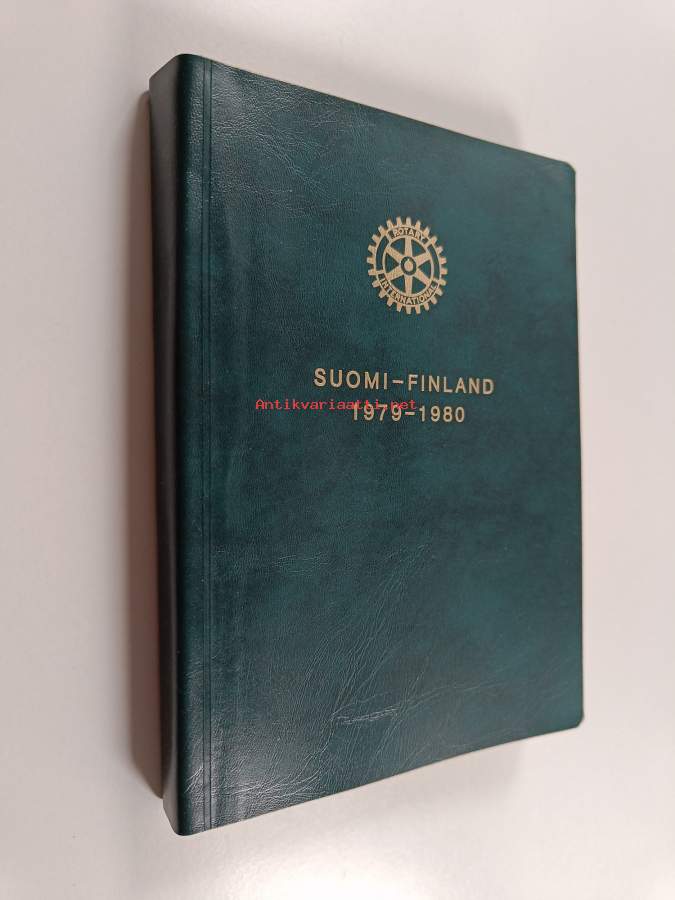 ROTARY
INTERNATIONAL
SUOMI-FINLAND
Antikvariaatti.net
1979-1980